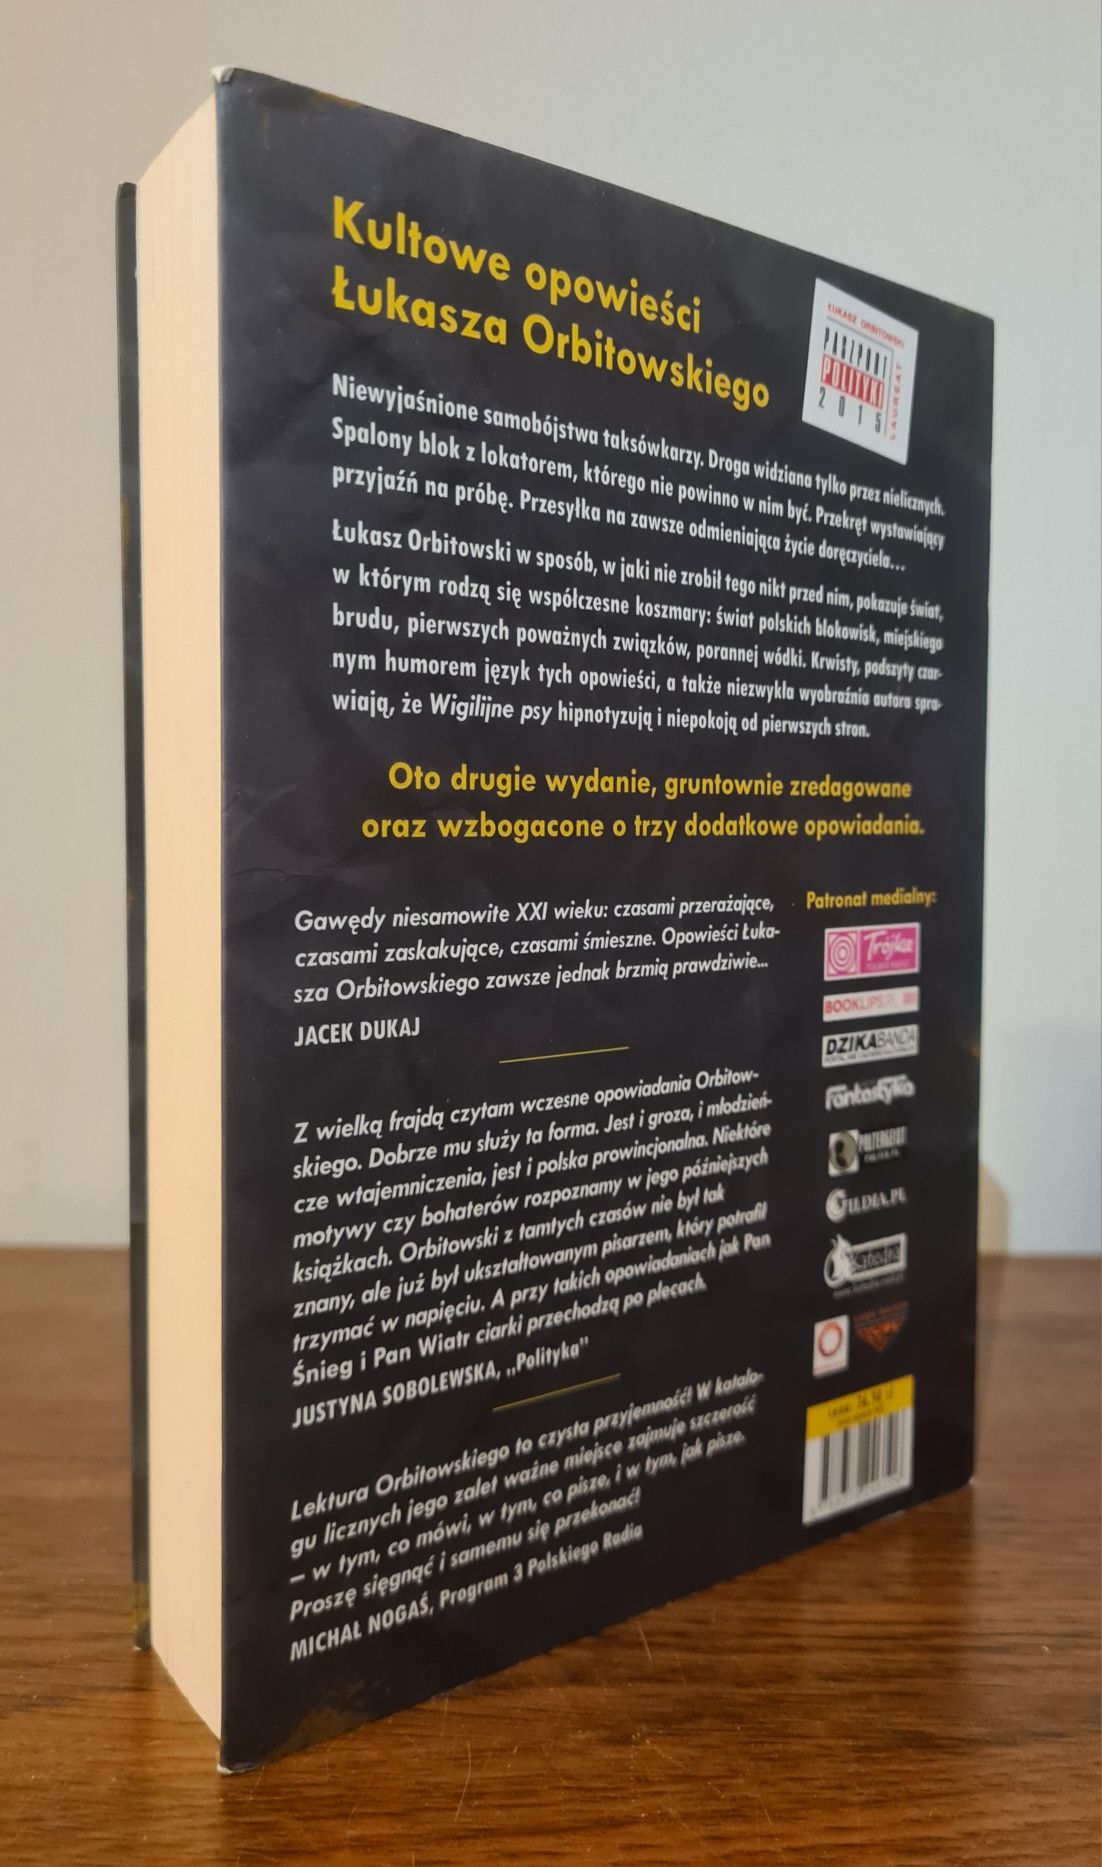 Kultowe opowieści
Łukasza Orbitowskiego
ŁUKASZ ORBITOWSKI
PASZPORT
POLITYKI
2015
LAUREAT
Niewyjaśnione samobójstwa taksówkarzy. Droga widziana tylko przez nielicznych.
Spalony blok z lokatorem, którego nie powinno w nim być. Przekręt wystawiający
przyjaźń na próbę. Przesyłka na zawsze odmieniająca życie doręczyciela...
Łukasz Orbitowski w sposób, w jaki nie zrobił tego nikt przed nim, pokazuje świat,
w którym rodzą się współczesne koszmary: świat polskich blokowisk, miejskiego
brudu, pierwszych poważnych związków, porannej wódki. Krwisty, podszyty czar-
nym humorem język tych opowieści, a także niezwykła wyobraźnia autora spra-
wiają, że Wigilijne psy hipnotyzują i niepokoją od pierwszych stron.
Oto drugie wydanie, gruntownie zredagowane
oraz wzbogacone o trzy dodatkowe opowiadania.
Gawędy niesamowite XXI wieku: czasami przerażające,
czasami zaskakujące, czasami śmieszne. Opowieści Łuka-
sza Orbitowskiego zawsze jednak brzmią prawdziwie...
JACEK DUKAJ
Z wielką frajdą czytam wczesne opowiadania Orbitow-
skiego. Dobrze mu służy ta forma. Jest i groza, i młodzień-
cze wtajemniczenia, jest i polska prowincjonalna. Niektóre
motywy czy bohaterów rozpoznamy w jego późniejszych
książkach. Orbitowski z tamtych czasów nie był tak
znany, ale już był ukształtowanym pisarzem, który potrafił
trzymać w napięciu. A przy takich opowiadaniach jak Pan
Śnieg i Pan Wiatr ciarki przechodzą po plecach.
JUSTYNA SOBOLEWSKA, „Polityka”
Lektura Orbitowskiego to czysta przyjemność! W katalo-
gu licznych jego zalet ważne miejsce zajmuje szczerość
– w tym, co mówi, w tym, co pisze, i w tym, jak pisze.
Proszę sięgnąć i samemu się przekonać!
MICHAŁ NOGAŚ, Program 3 Polskiego Radia
Patronat medialny:
Trójka
BOOKLIPS.PL
DZIKABANDA
Fantastyka
POLTERGEIST
GILDIA.PL
Katedra